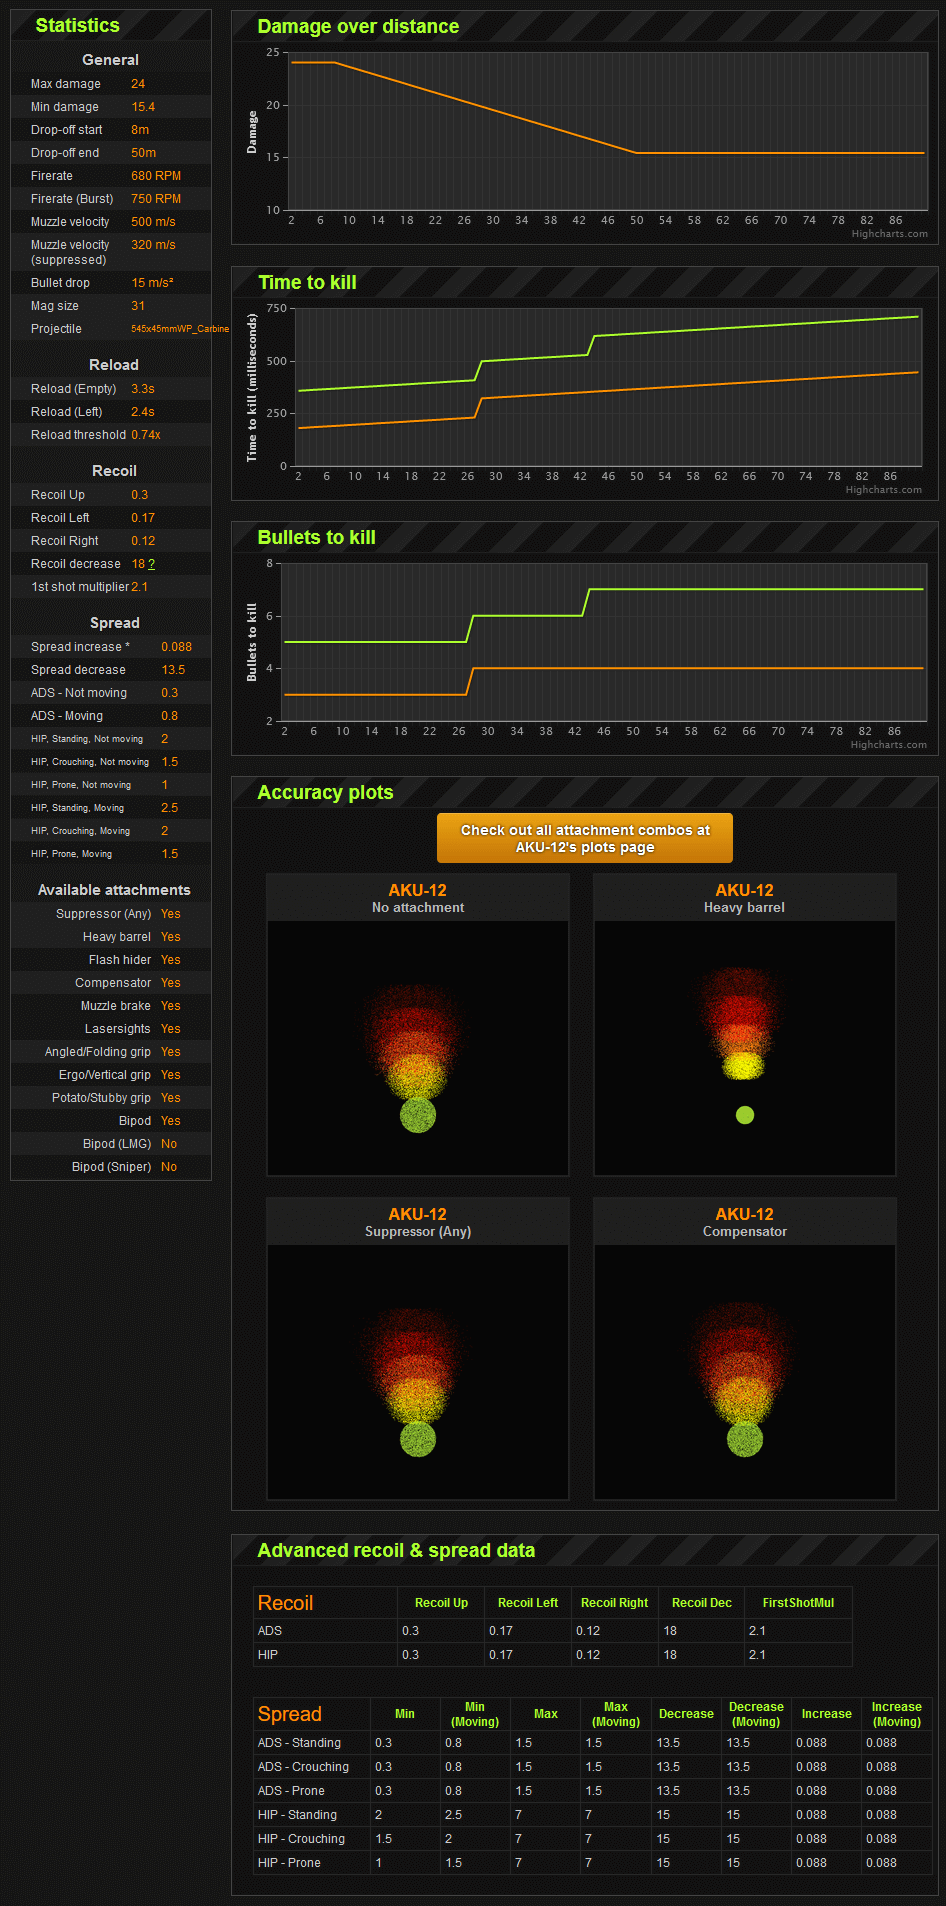 Statistics
General
Max damage 24
Min damage 15.4
Drop-off start 8m
Drop-off end 50m
Firerate 680 RPM
Firerate (Burst) 750 RPM
Muzzle velocity 500 m/s
Muzzle velocity 320 m/s
(suppressed)
Bullet drop 15 m/s²
Mag size 31
Projectile 545x45mmWP_Carbine
Reload
Reload (Empty) 3.3s
Reload (Left) 2.4s
Reload threshold 0.74x
Recoil
Recoil Up 0.3
Recoil Left 0.17
Recoil Right 0.12
Recoil decrease 18 ?
1st shot multiplier 2.1
Spread
Spread increase * 0.088
Spread decrease 13.5
ADS - Not moving 0.3
ADS - Moving 0.8
HIP, Standing, Not moving 2
HIP, Crouching, Not moving 1.5
HIP, Prone, Not moving 1
HIP, Standing, Moving 2.5
HIP, Crouching, Moving 2
HIP, Prone, Moving 1.5
Available attachments
Suppressor (Any) Yes
Heavy barrel Yes
Flash hider Yes
Compensator Yes
Muzzle brake Yes
Lasersights Yes
Angled/Folding grip Yes
Ergo/Vertical grip Yes
Potato/Stubby grip Yes
Bipod Yes
Bipod (LMG) No
Bipod (Sniper) No
Damage over distance
Damage
25
20
15
10
2 6 10 14 18 22 26 30 34 38 42 46 50 54 58 62 66 70 74 78 82 86
Highcharts.com
Time to kill
Time to kill (milliseconds)
750
500
250
0
2 6 10 14 18 22 26 30 34 38 42 46 50 54 58 62 66 70 74 78 82 86
Highcharts.com
Bullets to kill
Bullets to kill
8
6
4
2
2 6 10 14 18 22 26 30 34 38 42 46 50 54 58 62 66 70 74 78 82 86
Highcharts.com
Accuracy plots
Check out all attachment combos at
AKU-12's plots page
AKU-12
No attachment
AKU-12
Heavy barrel
AKU-12
Suppressor (Any)
AKU-12
Compensator
Advanced recoil & spread data
Recoil Recoil Up Recoil Left Recoil Right Recoil Dec FirstShotMul
ADS 0.3 0.17 0.12 18 2.1
HIP 0.3 0.17 0.12 18 2.1
Spread Min Min (Moving) Max Max (Moving) Decrease Decrease (Moving) Increase Increase (Moving)
ADS - Standing 0.3 0.8 1.5 1.5 13.5 13.5 0.088 0.088
ADS - Crouching 0.3 0.8 1.5 1.5 13.5 13.5 0.088 0.088
ADS - Prone 0.3 0.8 1.5 1.5 13.5 13.5 0.088 0.088
HIP - Standing 2 2.5 7 7 15 15 0.088 0.088
HIP - Crouching 1.5 2 7 7 15 15 0.088 0.088
HIP - Prone 1 1.5 7 7 15 15 0.088 0.088